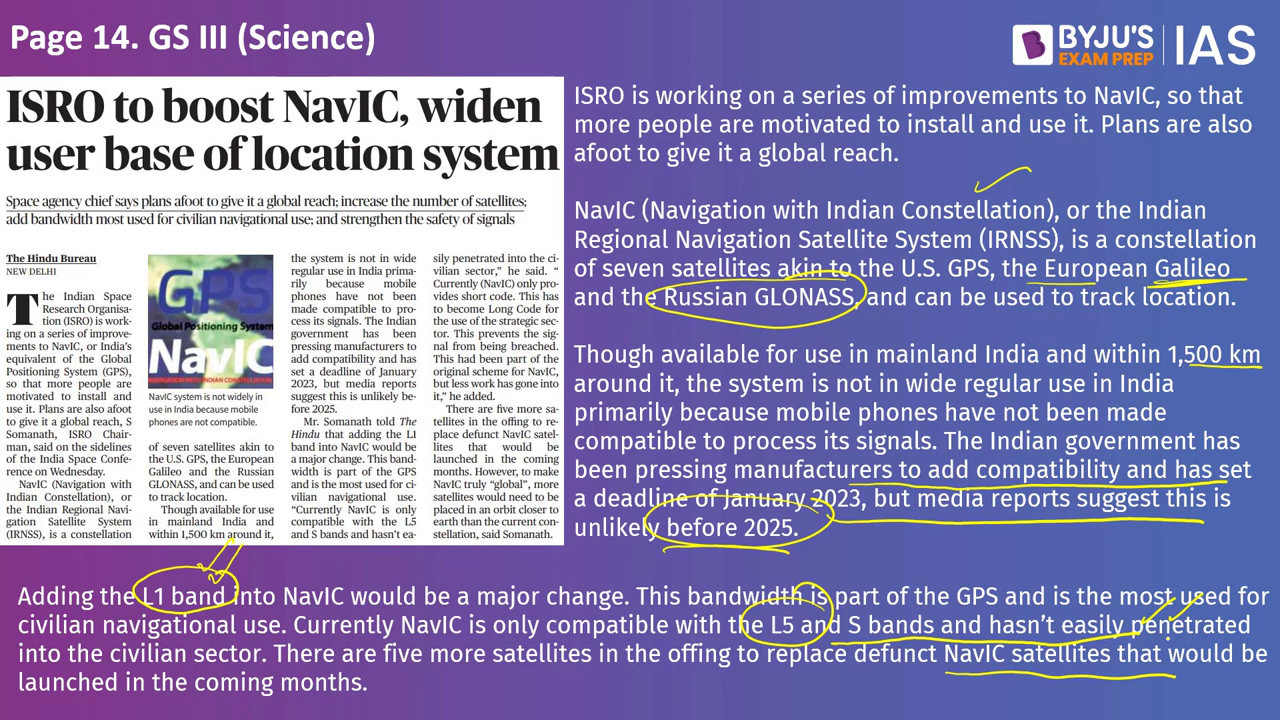 Page 14. GS III (Science)
BYJU'S
EXAM PREP
IAS
ISRO to boost NavIC, widen
user base of location system
Space agency chief says plans afoot to give it a global reach; increase the number of satellites;
add bandwidth most used for civilian navigational use; and strengthen the safety of signals
The Hindu Bureau
NEW DELHI
The Indian Space
Research Organisa-
tion (ISRO) is work-
ing on a series of improve-
ments to NavIC, or India's
equivalent of the Global
Positioning System (GPS),
so that more people are
motivated to install and
use it. Plans are also afoot
to give it a global reach, S
Somanath, ISRO Chair-
man, said on the sidelines
of the India Space Confe-
rence on Wednesday.
NavIC (Navigation with
Indian Constellation), or
the Indian Regional Navi-
gation Satellite System
(IRNSS), is a constellation
GPS
Global Positioning System
NavIC
NAVIGATION WITH INDIAN CONSTELLATION
NavIC system is not widely in
use in India because mobile
phones are not compatible.
of seven satellites akin to
the U.S. GPS, the European
Galileo and the Russian
GLONASS, and can be used
to track location.
Though available for use
in mainland India and
within 1,500 km around it,
the system is not in wide
regular use in India prima-
rily because mobile
phones have not been
made compatible to pro-
cess its signals. The Indian
government has been
pressing manufacturers to
add compatibility and has
set a deadline of January
2023, but media reports
suggest this is unlikely be-
fore 2025.
Mr. Somanath told The
Hindu that adding the L1
band into NavIC would be
a major change. This band-
width is part of the GPS
and is the most used for ci-
vilian navigational use.
"Currently NavIC is only
compatible with the L5
and S bands and hasn't ea-
sily penetrated into the ci-
vilian sector," he said. "
Currently (NavIC) only pro-
vides short code. This has
to become Long Code for
the use of the strategic sec-
tor. This prevents the sig-
nal from being breached.
This had been part of the
original scheme for NavIC,
but less work has gone into
it," he added.
There are five more sa-
tellites in the offing to re-
place defunct NavIC satel-
lites that would be
launched in the coming
months. However, to make
NavIC truly "global", more
satellites would need to be
placed in an orbit closer to
earth than the current con-
stellation, said Somanath.
ISRO is working on a series of improvements to NavIC, so that
more people are motivated to install and use it. Plans are also
afoot to give it a global reach.
NavIC (Navigation with Indian Constellation), or the Indian
Regional Navigation Satellite System (IRNSS), is a constellation
of seven satellites akin to the U.S. GPS, the European Galileo
and the Russian GLONASS, and can be used to track location.
Though available for use in mainland India and within 1,500 km
around it, the system is not in wide regular use in India
primarily because mobile phones have not been made
compatible to process its signals. The Indian government has
been pressing manufacturers to add compatibility and has set
a deadline of January 2023, but media reports suggest this is
unlikely before 2025.
Adding the L1 band into NavIC would be a major change. This bandwidth is part of the GPS and is the most used for
civilian navigational use. Currently NavIC is only compatible with the L5 and S bands and hasn't easily penetrated
into the civilian sector. There are five more satellites in the offing to replace defunct NavIC satellites that would be
launched in the coming months.